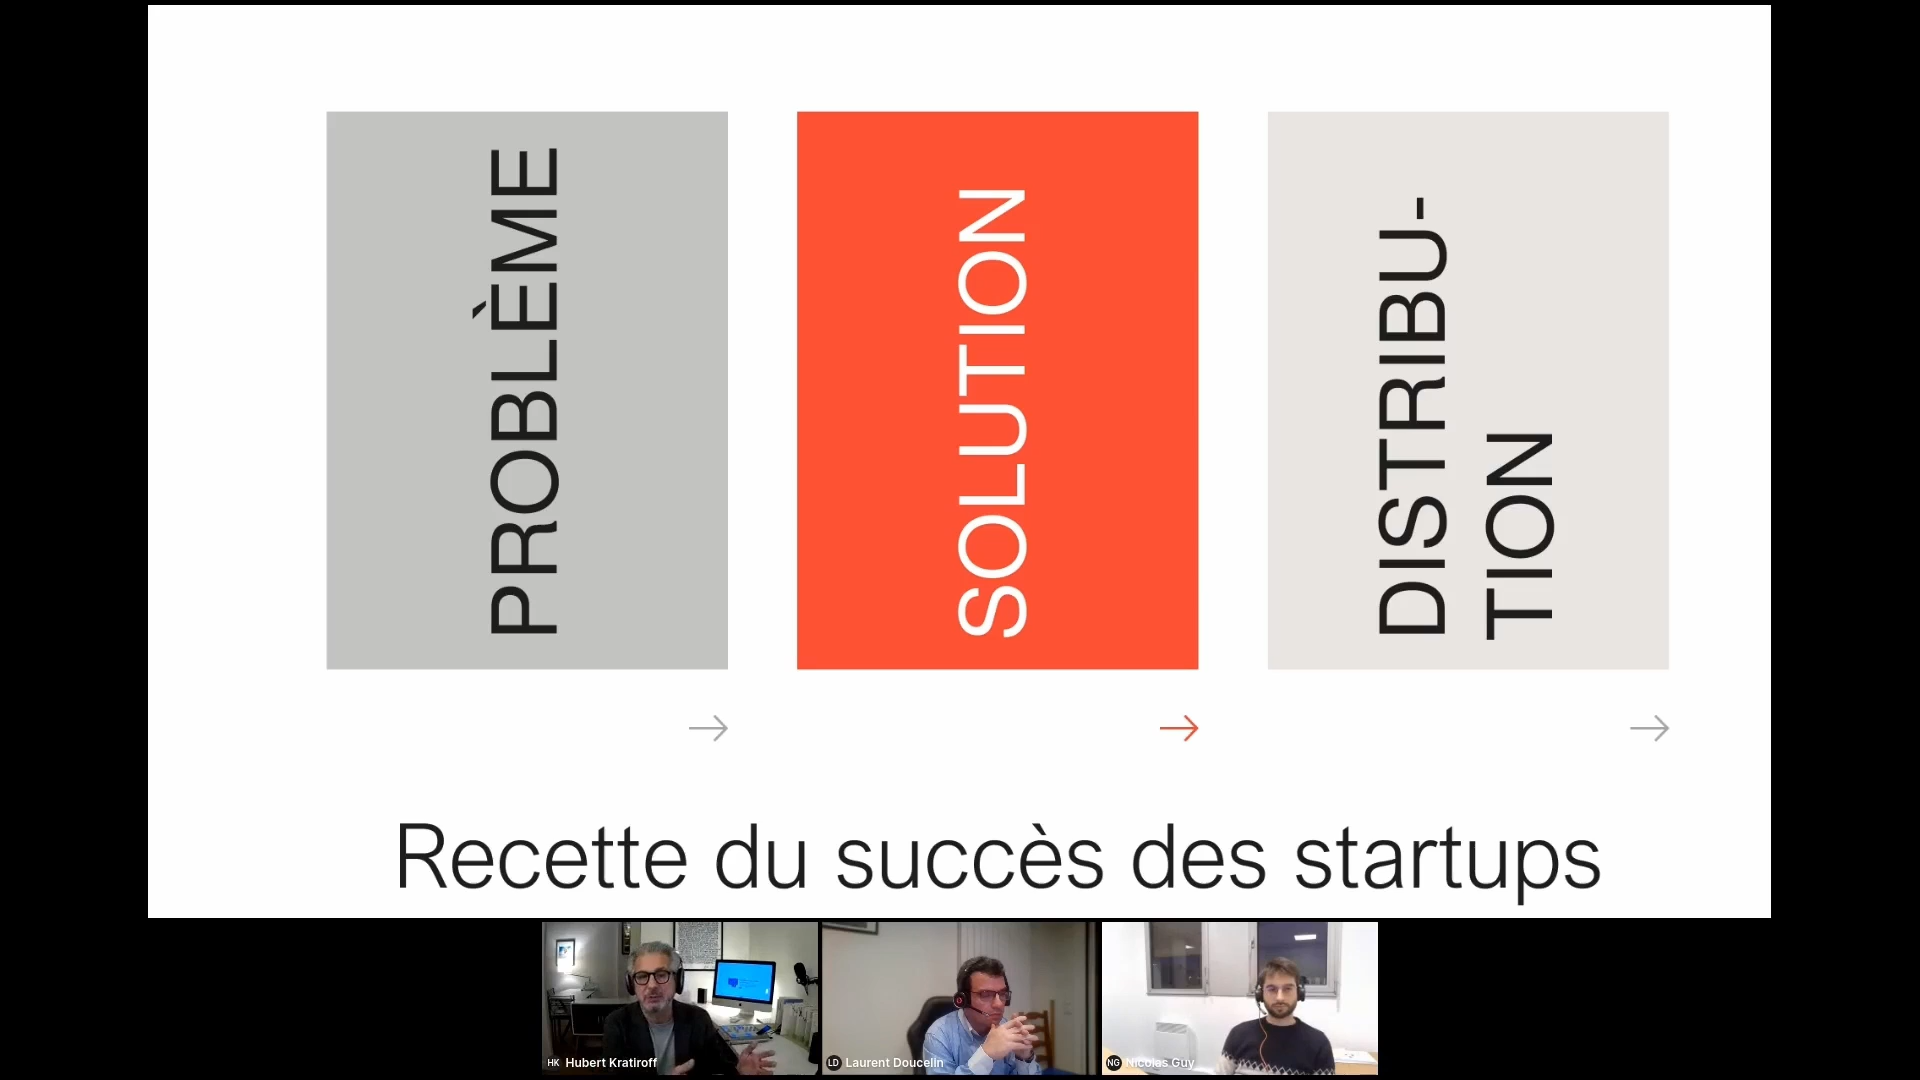 PROBLÈME
SOLUTION
DISTRIBU-
TION
Recette du succès des startups
HK Hubert Kratiroff
LD Laurent Doucelin
NG Nicolas Guy